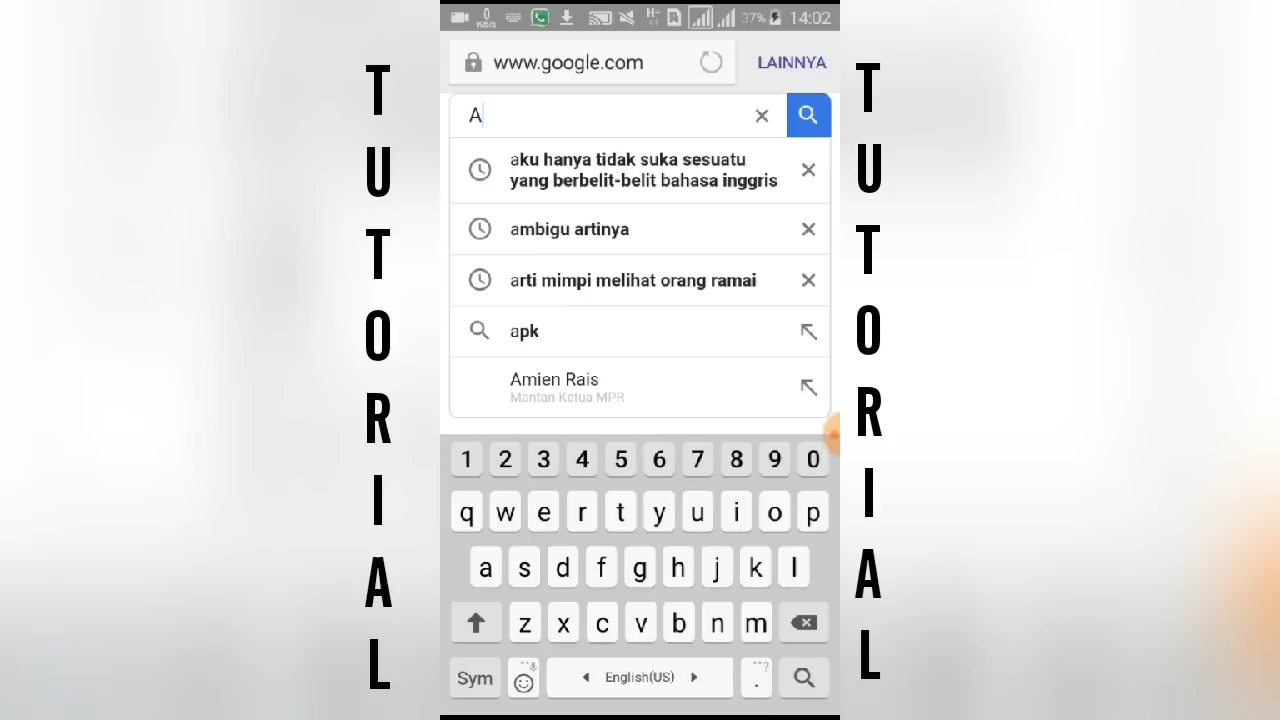 TUTORIAL
0
KB/s
H+
37%
14:02
www.google.com
LAINNYA
A
aku hanya tidak suka sesuatu
yang berbelit-belit bahasa inggris
ambigu artinya
arti mimpi melihat orang ramai
apk
Amien Rais
Mantan Ketua MPR
1 2 3 4 5 6 7 8 9 0
q w e r t y u i o p
a s d f g h j k l
z x c v b n m
Sym
English(US)
. ?
TUTORIAL